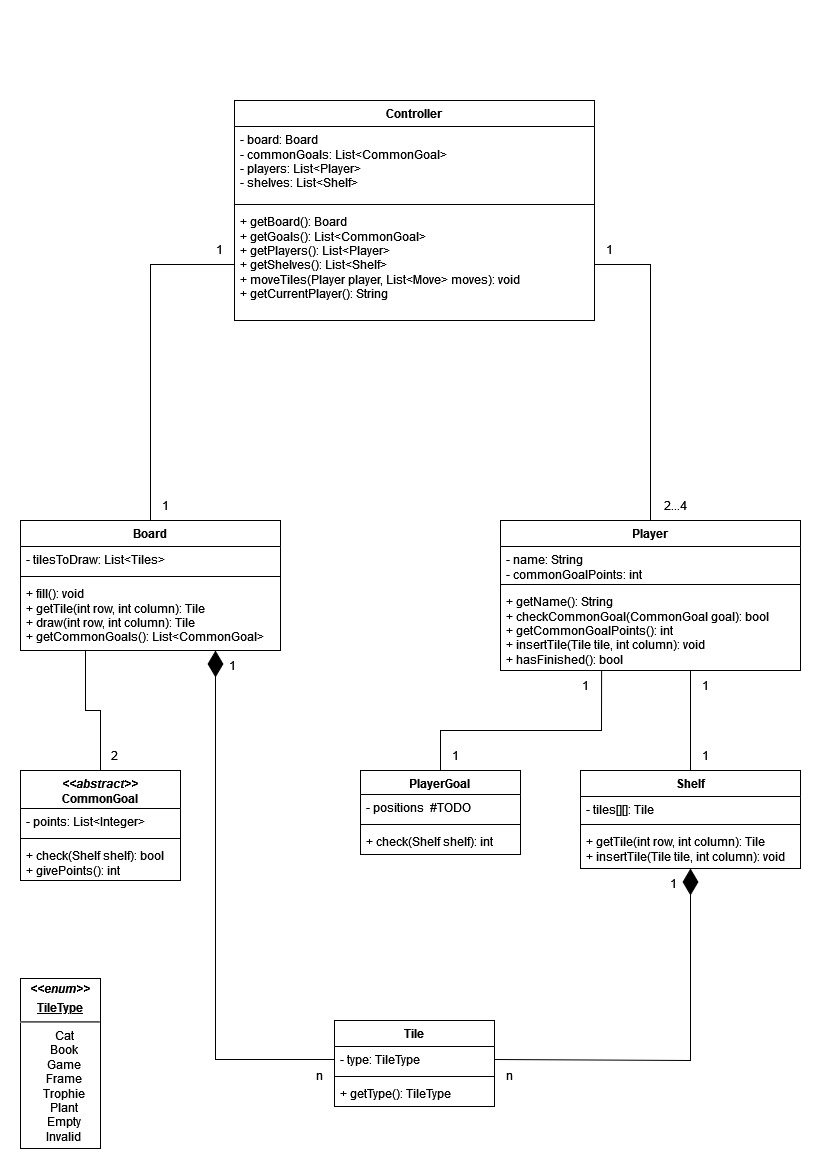 Controller
- board: Board
- commonGoals: List<CommonGoal>
- players: List<Player>
- shelves: List<Shelf>
+ getBoard(): Board
+ getGoals(): List<CommonGoal>
+ getPlayers(): List<Player>
+ getShelves(): List<Shelf>
+ moveTiles(Player player, List<Move> moves): void
+ getCurrentPlayer(): String
1
1
1
2...4
Board
- tilesToDraw: List<Tiles>
+ fill(): void
+ getTile(int row, int column): Tile
+ draw(int row, int column): Tile
+ getCommonGoals(): List<CommonGoal>
1
Player
- name: String
- commonGoalPoints: int
+ getName(): String
+ checkCommonGoal(CommonGoal goal): bool
+ getCommonGoalPoints(): int
+ insertTile(Tile tile, int column): void
+ hasFinished(): bool
1
1
2
1
1
<<abstract>>
CommonGoal
- points: List<Integer>
+ check(Shelf shelf): bool
+ givePoints(): int
PlayerGoal
- positions  #TODO
+ check(Shelf shelf): int
Shelf
- tiles[][]: Tile
+ getTile(int row, int column): Tile
+ insertTile(Tile tile, int column): void
1
<<enum>>
TileType
Cat
Book
Game
Frame
Trophie
Plant
Empty
Invalid
Tile
- type: TileType
+ getType(): TileType
n
n